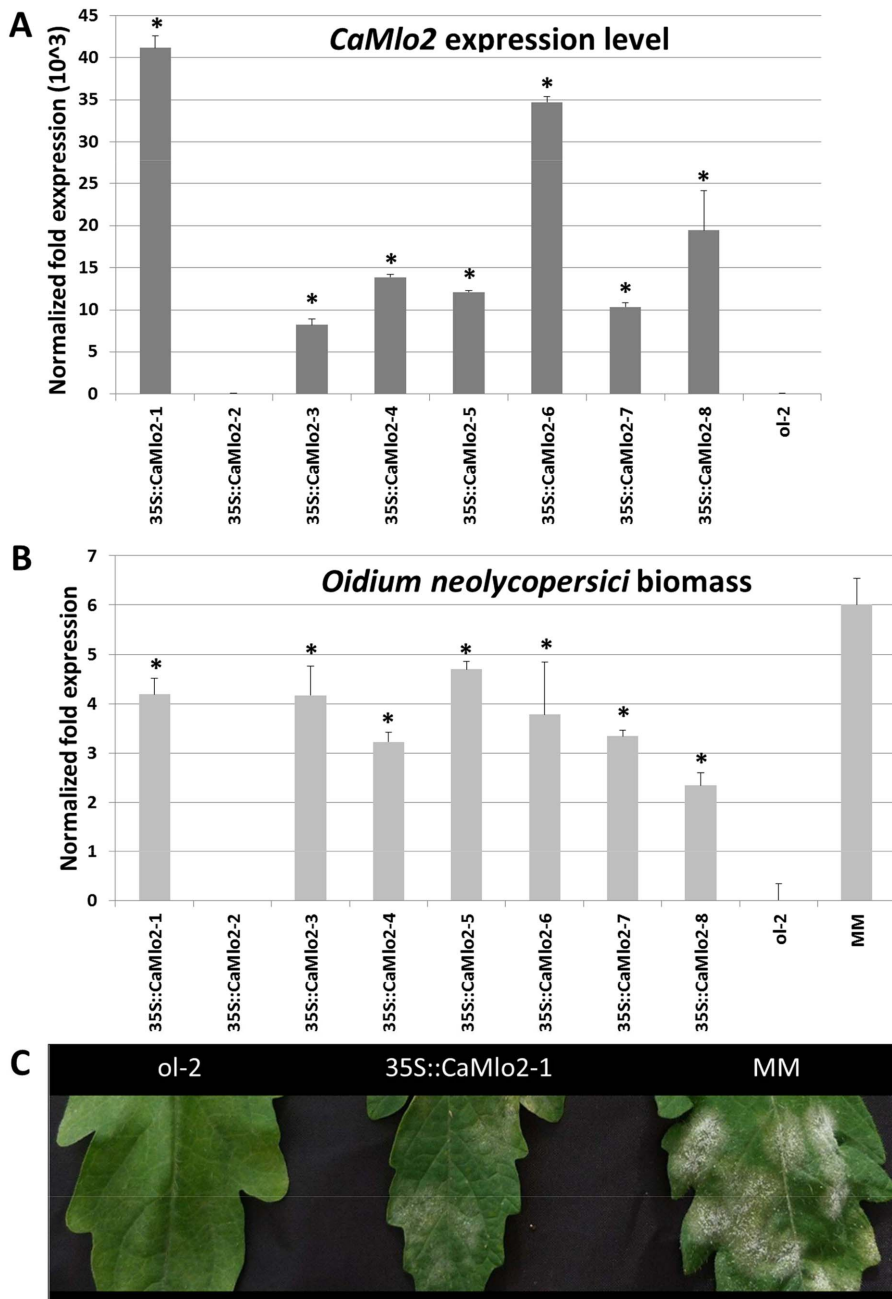 A
CaMlo2 expression level
Normalized fold exxpression (10^3)
45
40
35
30
25
20
15
10
5
0
*
*
*
*
*
*
*
35S::CaMlo2-1
35S::CaMlo2-2
35S::CaMlo2-3
35S::CaMlo2-4
35S::CaMlo2-5
35S::CaMlo2-6
35S::CaMlo2-7
35S::CaMlo2-8
ol-2
B
Oidium neolycopersici biomass
Normalized fold expression
7
6
5
4
3
2
1
0
*
*
*
*
*
*
*
35S::CaMlo2-1
35S::CaMlo2-2
35S::CaMlo2-3
35S::CaMlo2-4
35S::CaMlo2-5
35S::CaMlo2-6
35S::CaMlo2-7
35S::CaMlo2-8
ol-2
MM
C
ol-2 35S::CaMlo2-1 MM